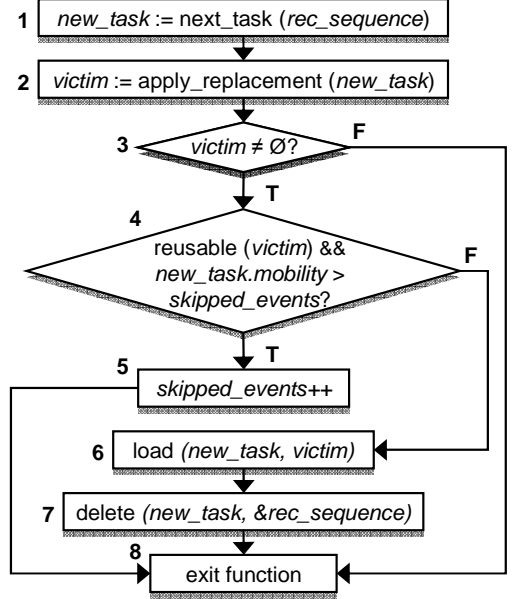 1 new_task := next_task (rec_sequence)
2 victim := apply_replacement (new_task)
3 victim ≠ Ø?
F
T
4
reusable (victim) &&
new_task.mobility >
skipped_events?
F
T
5
skipped_events++
6 load (new_task, victim)
7 delete (new_task, &rec_sequence)
8
exit function